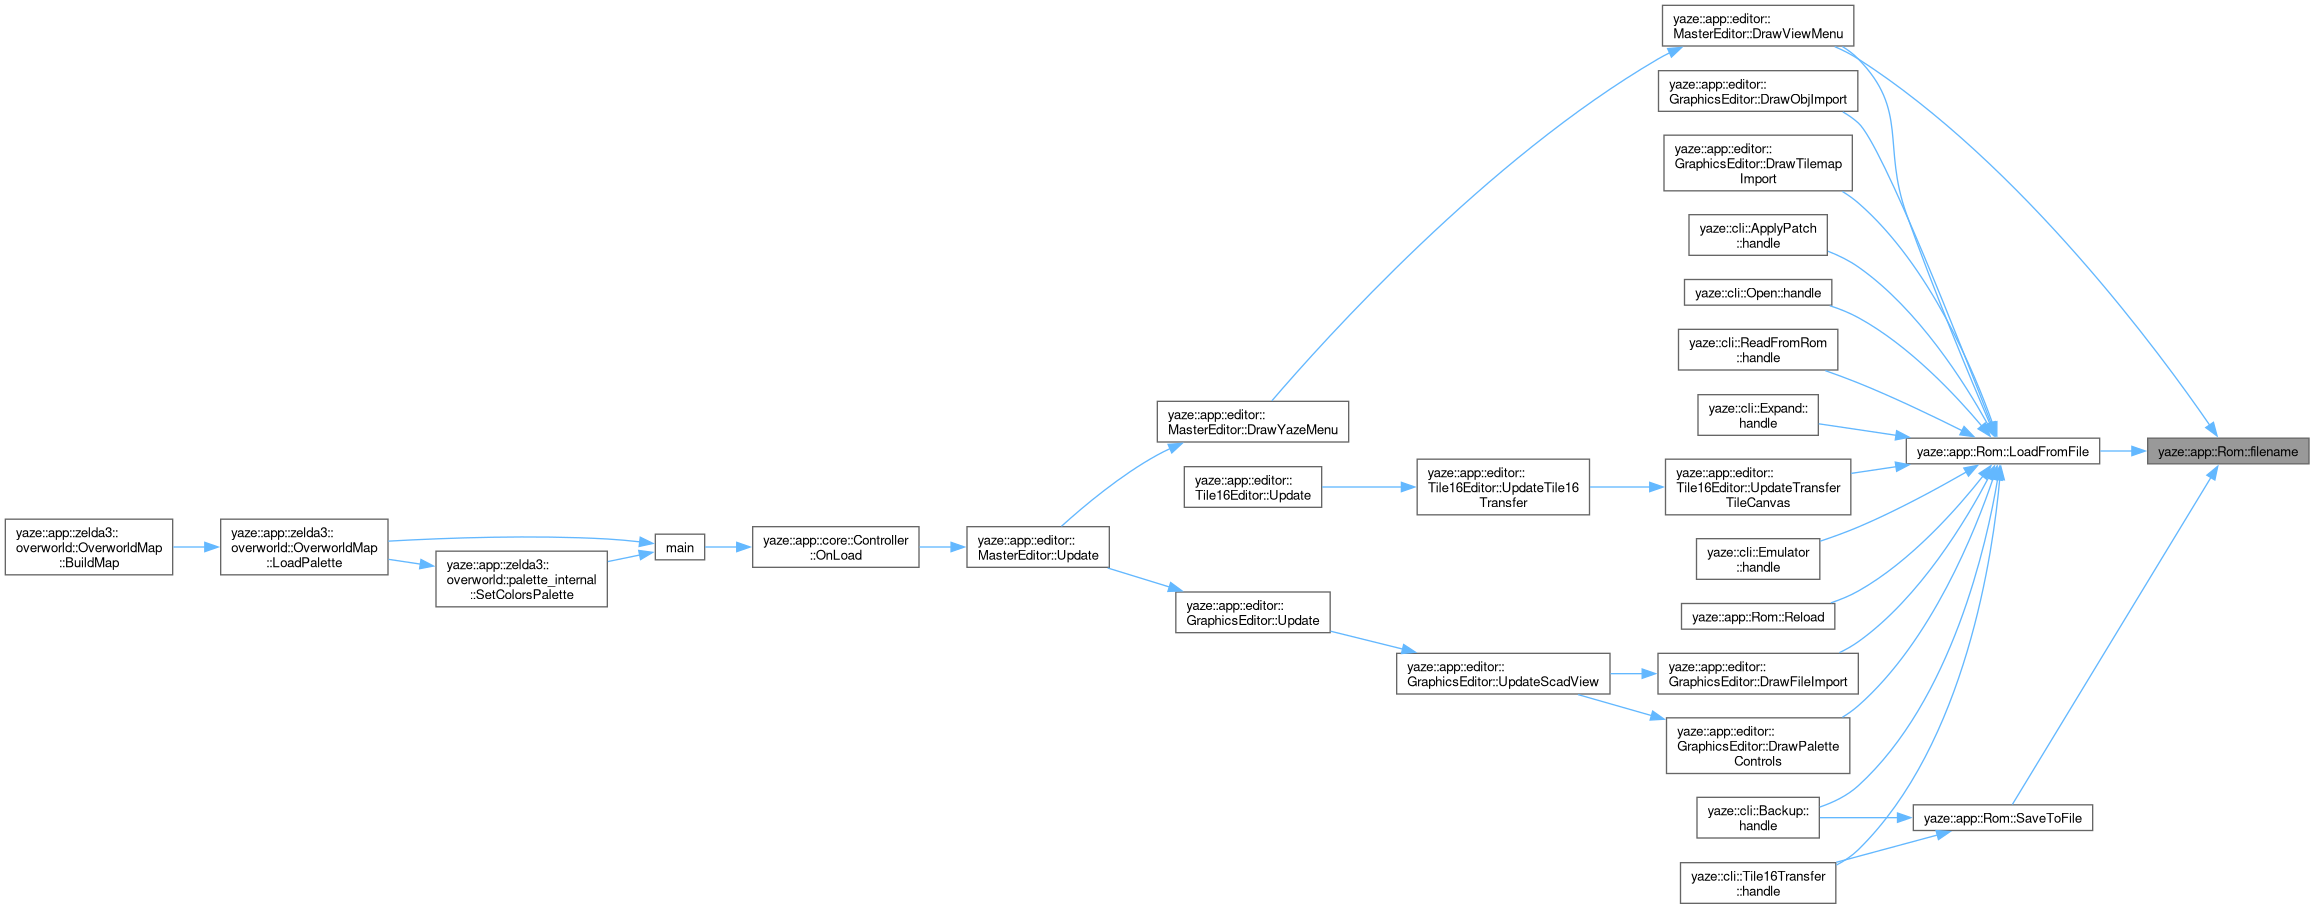 yaze::app::editor::
MasterEditor::DrawViewMenu
yaze::app::editor::
GraphicsEditor::DrawObjImport
yaze::app::editor::
GraphicsEditor::DrawTilemap
Import
yaze::cli::ApplyPatch
::handle
yaze::cli::Open::handle
yaze::cli::ReadFromRom
::handle
yaze::cli::Expand::
handle
yaze::app::editor::
MasterEditor::DrawYazeMenu
yaze::app::Rom::LoadFromFile
yaze::app::Rom::filename
yaze::app::editor::
Tile16Editor::Update
yaze::app::editor::
Tile16Editor::UpdateTile16
Transfer
yaze::app::editor::
Tile16Editor::UpdateTransfer
TileCanvas
yaze::app::zelda3::
overworld::OverworldMap
::BuildMap
yaze::app::zelda3::
overworld::OverworldMap
::LoadPalette
yaze::app::zelda3::
overworld::palette_internal
::SetColorsPalette
main
yaze::app::core::Controller
::OnLoad
yaze::app::editor::
MasterEditor::Update
yaze::cli::Emulator
::handle
yaze::app::editor::
GraphicsEditor::Update
yaze::app::Rom::Reload
yaze::app::editor::
GraphicsEditor::UpdateScadView
yaze::app::editor::
GraphicsEditor::DrawFileImport
yaze::app::editor::
GraphicsEditor::DrawPalette
Controls
yaze::cli::Backup::
handle
yaze::app::Rom::SaveToFile
yaze::cli::Tile16Transfer
::handle